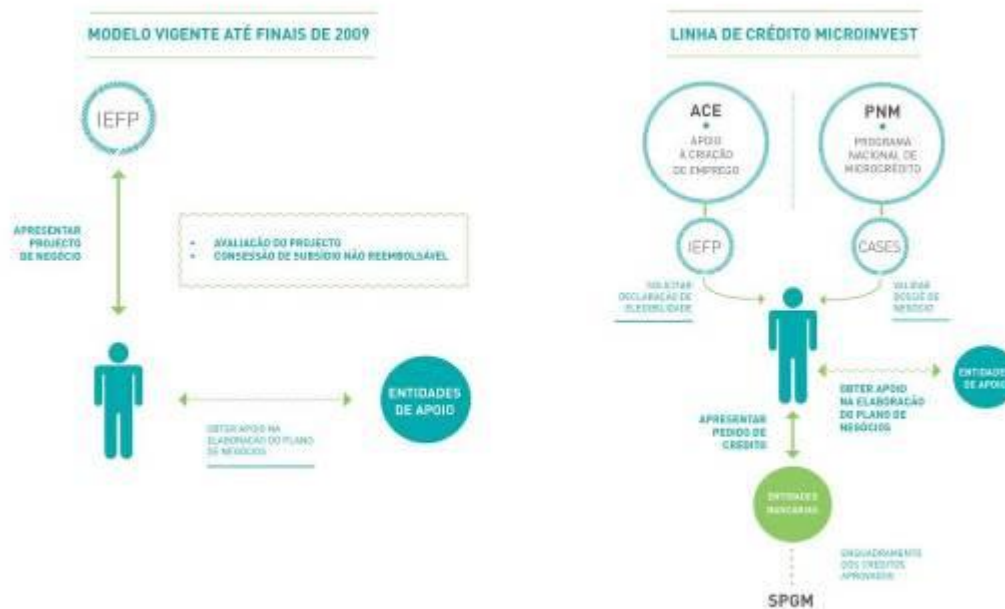 MODELO VIGENTE ATÉ FINAIS DE 2009
IEFP
APRESENTAR
PROJECTO
DE NEGÓCIO
• AVALIAÇÃO DO PROJECTO
• CONSESSÃO DE SUBSÍDIO NÃO REEMBOLSÁVEL
ENTIDADES
DE APOIO
OBTER APOIO NA
ELABORAÇÃO DO PLANO
DE NEGÓCIOS
LINHA DE CRÉDITO MICROINVEST
ACE
APOIO
À CRIAÇÃO
DE EMPREGO
PNM
PROGRAMA
NACIONAL DE
MICROCRÉDITO
IEFP
CASES
SOLICITAR
DECLARAÇÃO DE
VALIDAR
DOSSIÊ DE
NEGÓCIO
ENTIDADES
DE APOIO
OBTER APOIO
NA ELABORAÇÃO
DO PLANO DE
NEGÓCIOS
APRESENTAR
PEDIDO DE
CRÉDITO
ENTIDADES
BANCÁRIAS
ENQUADRAMENTO
DOS CRÉDITOS
APROVADOS
SPGM